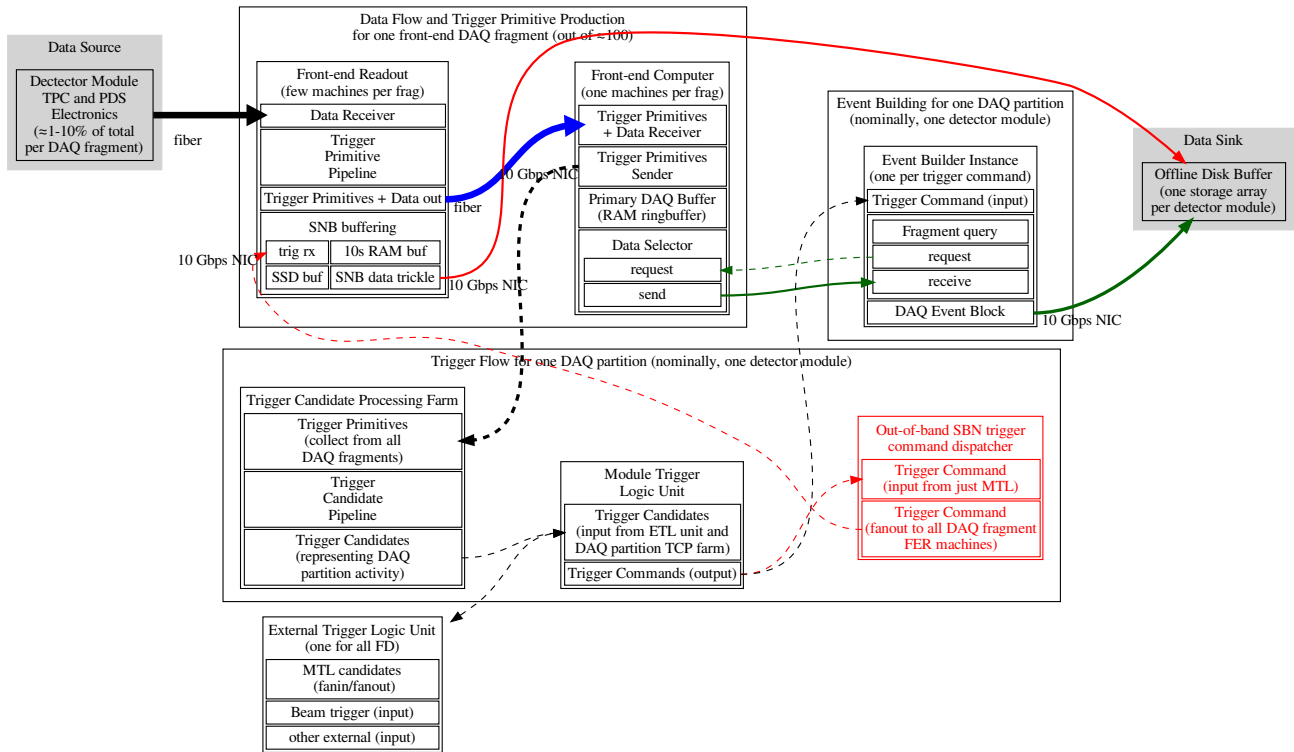 Data Source
Dectector Module
TPC and PDS
Electronics
(≈1-10% of total
per DAQ fragment)
fiber
Data Flow and Trigger Primitive Production
for one front-end DAQ fragment (out of ≈100)
Front-end Readout
(few machines per frag)
Data Receiver
Trigger
Primitive
Pipeline
Trigger Primitives + Data out
fiber
SNB buffering
trig rx
10s RAM buf
SSD buf
SNB data trickle
10 Gbps NIC
10 Gbps NIC
Front-end Computer
(one machines per frag)
Trigger Primitives
+ Data Receiver
10 Gbps NIC
Trigger Primitives
Sender
Primary DAQ Buffer
(RAM ringbuffer)
Data Selector
request
send
Event Building for one DAQ partition
(nominally, one detector module)
Event Builder Instance
(one per trigger command)
Trigger Command (input)
Fragment query
request
receive
DAQ Event Block
10 Gbps NIC
Data Sink
Offline Disk Buffer
(one storage array
per detector module)
Trigger Flow for one DAQ partition (nominally, one detector module)
Trigger Candidate Processing Farm
Trigger Primitives
(collect from all
DAQ fragments)
Trigger
Candidate
Pipeline
Trigger Candidates
(representing DAQ
partition activity)
Module Trigger
Logic Unit
Trigger Candidates
(input from ETL unit and
DAQ partition TCP farm)
Trigger Commands (output)
Out-of-band SBN trigger
command dispatcher
Trigger Command
(input from just MTL)
Trigger Command
(fanout to all DAQ fragment
FER machines)
External Trigger Logic Unit
(one for all FD)
MTL candidates
(fanin/fanout)
Beam trigger (input)
other external (input)